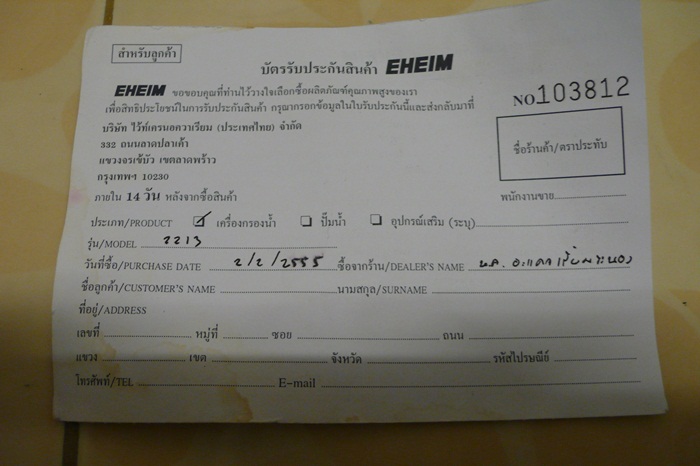 สำหรับลูกค้า
บัตรรับประกันสินค้า EHEIM
EHEIM ขอขอบคุณที่ท่านไว้วางใจเลือกซื้อผลิตภัณฑ์คุณภาพสูงของเรา
เพื่อสิทธิประโยชน์ในการรับประกันสินค้า กรุณากรอกข้อมูลในใบรับประกันนี้และส่งกลับมาที่
NO 103812
บริษัท ไว้ท์เครนอควาเรียม (ประเทศไทย) จำกัด
332 ถนนลาดปลาเค้า
แขวงจรเข้บัว เขตลาดพร้าว
กรุงเทพฯ 10230
ชื่อร้านค้า/ตราประทับ
ภายใน 14 วัน หลังจากซื้อสินค้า
พนักงานขาย
ประเภท/PRODUCT เครื่องกรองน้ำ ปั๊มน้ำ อุปกรณ์เสริม (ระบุ)
รุ่น/MODEL 2213
วันที่ซื้อ/PURCHASE DATE 2/2/2555 ซื้อจากร้าน/DEALER'S NAME
ชื่อลูกค้า/CUSTOMER'S NAME นามสกุล/SURNAME
ที่อยู่/ADDRESS
เลขที่ หมู่ที่ ซอย ถนน
แขวง เขต จังหวัด รหัสไปรษณีย์
โทรศัพท์/TEL E-mail